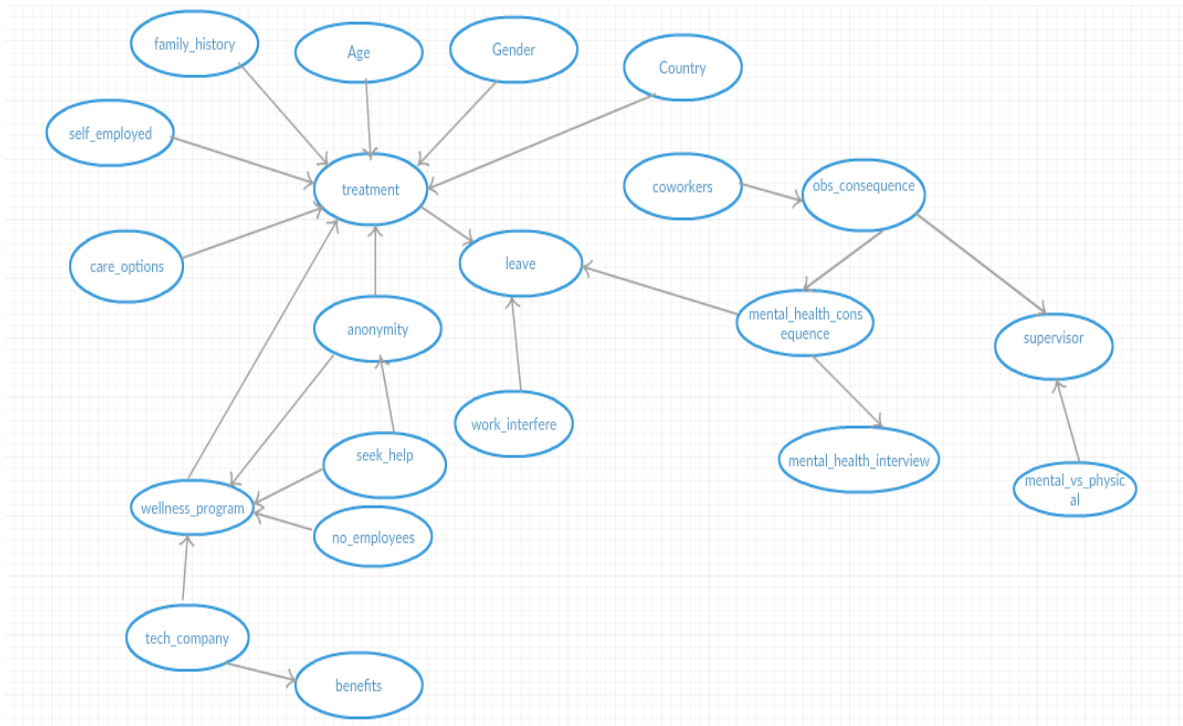 family_history
Age
Gender
Country
self_employed
treatment
coworkers
obs_consequence
care_options
leave
anonymity
mental_health_cons
equence
supervisor
work_interfere
seek_help
mental_health_interview
mental_vs_physic
al
wellness_program
no_employees
tech_company
benefits